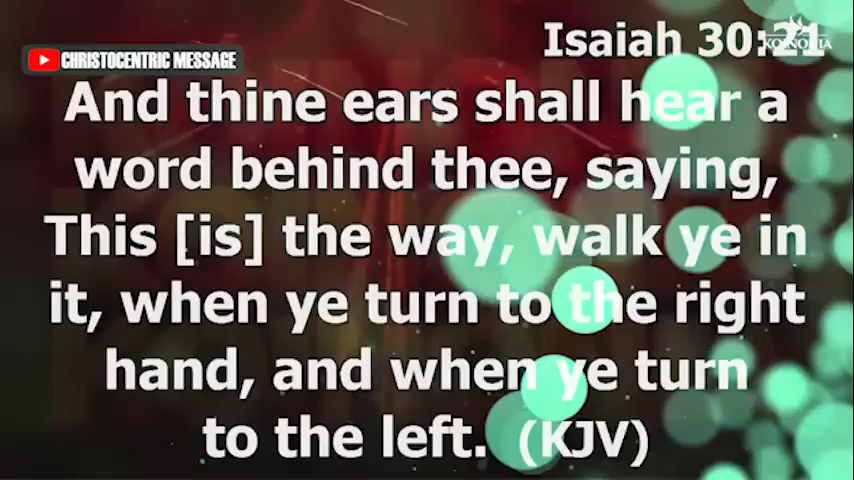 Isaiah 30:21
KOINONIA
CHRISTOCENTRIC MESSAGE
And thine ears shall hear a
word behind thee, saying,
This [is] the way, walk ye in
it, when ye turn to the right
hand, and when ye turn
to the left. (KJV)